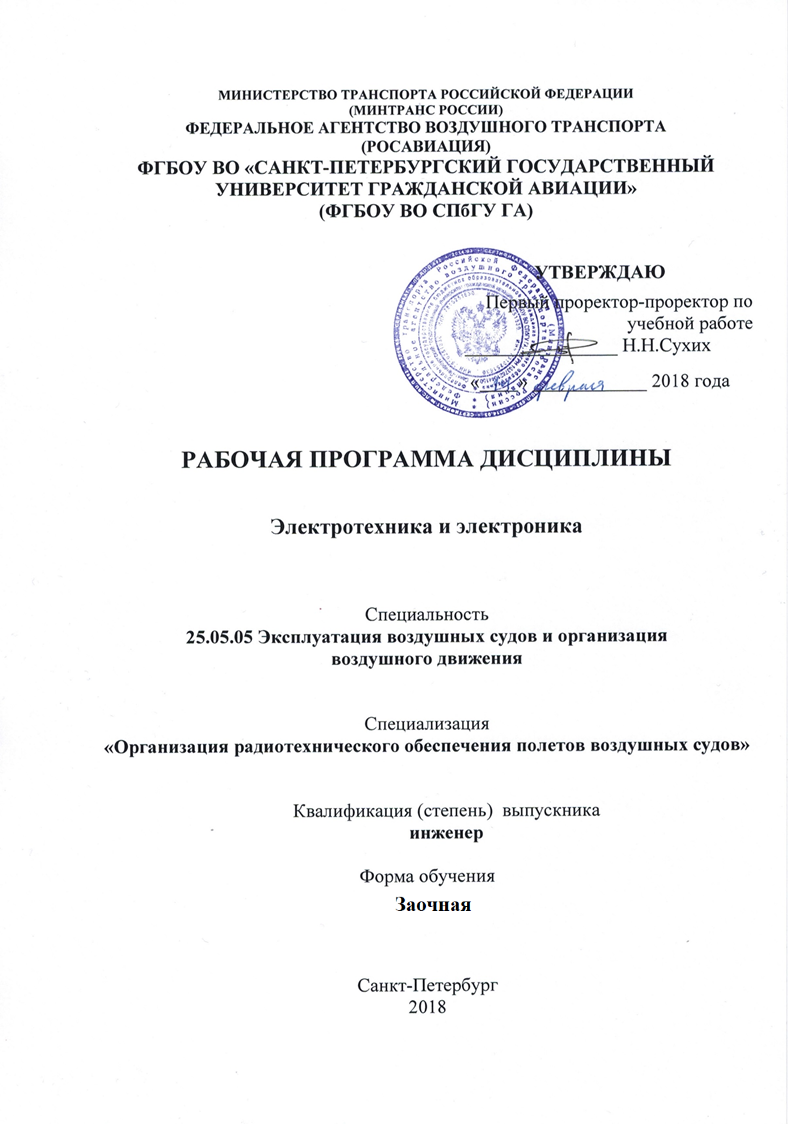 МИНИСТЕРСТВО ТРАНСПОРТА РОССИЙСКОЙ ФЕДЕРАЦИИ
(МИНТРАНС РОССИИ)
ФЕДЕРАЛЬНОЕ АГЕНТСТВО ВОЗДУШНОГО ТРАНСПОРТА
(РОСАВИАЦИЯ)
ФГБОУ ВО «САНКТ-ПЕТЕРБУРГСКИЙ ГОСУДАРСТВЕННЫЙ
УНИВЕРСИТЕТ ГРАЖДАНСКОЙ АВИАЦИИ»
(ФГБОУ ВО СПбГУ ГА)
УТВЕРЖДАЮ
Первый проректор-проректор по
учебной работе
Н.Н.Сухих
« » февраля 2018 года
РАБОЧАЯ ПРОГРАММА ДИСЦИПЛИНЫ
Электротехника и электроника
Специальность
25.05.05 Эксплуатация воздушных судов и организация
воздушного движения
Специализация
«Организация радиотехнического обеспечения полетов воздушных судов»
Квалификация (степень) выпускника
инженер
Форма обучения
Заочная
Санкт-Петербург
2018